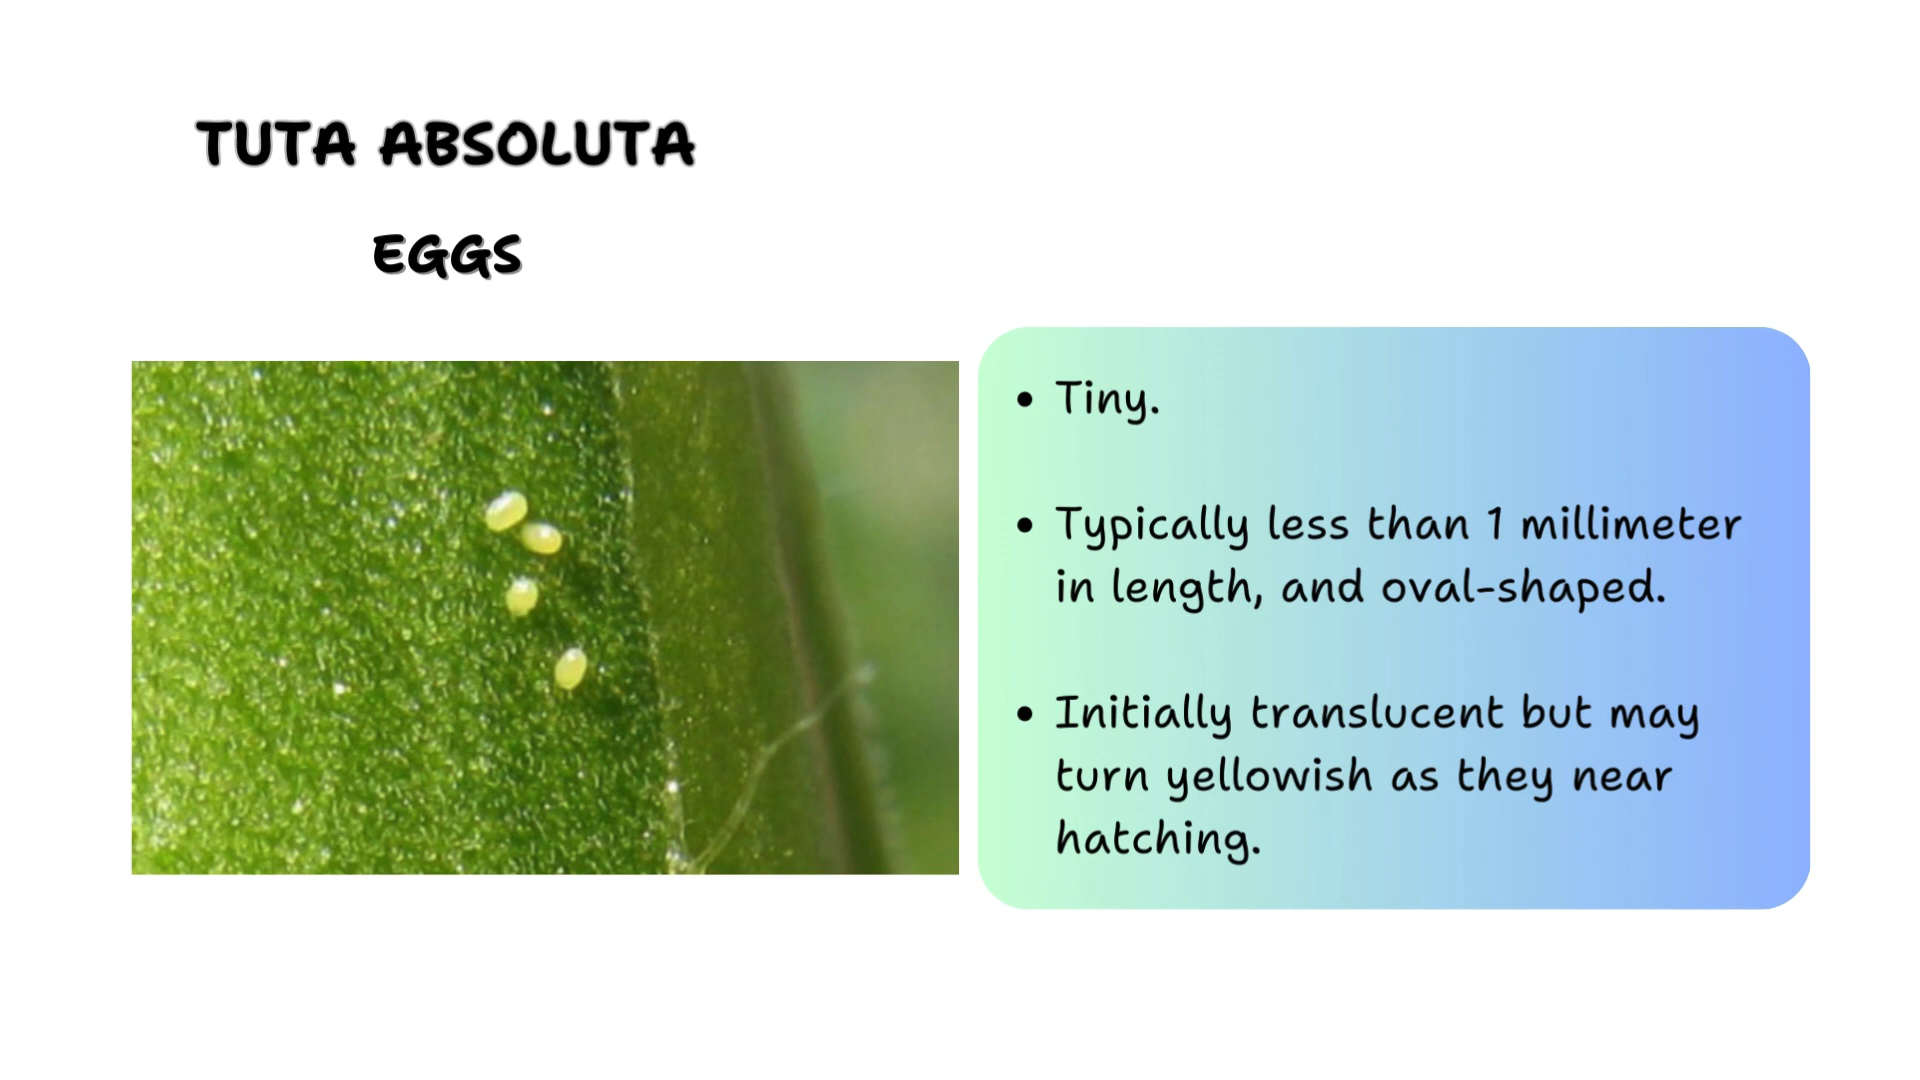 TUTA ABSOLUTA
EGGS
• Tiny.
• Typically less than 1 millimeter
in length, and oval-shaped.
• Initially translucent but may
turn yellowish as they near
hatching.